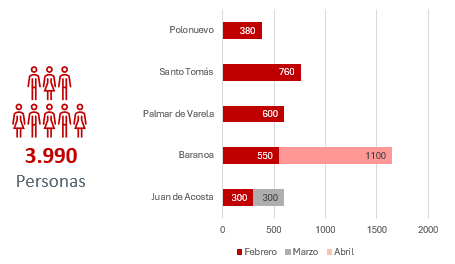 3.990
Personas
Polonuevo 380
Santo Tomás 760
Palmar de Varela 600
Baranoa 550 1100
Juan de Acosta 300 300
0 500 1000 1500 2000
Febrero Marzo Abril